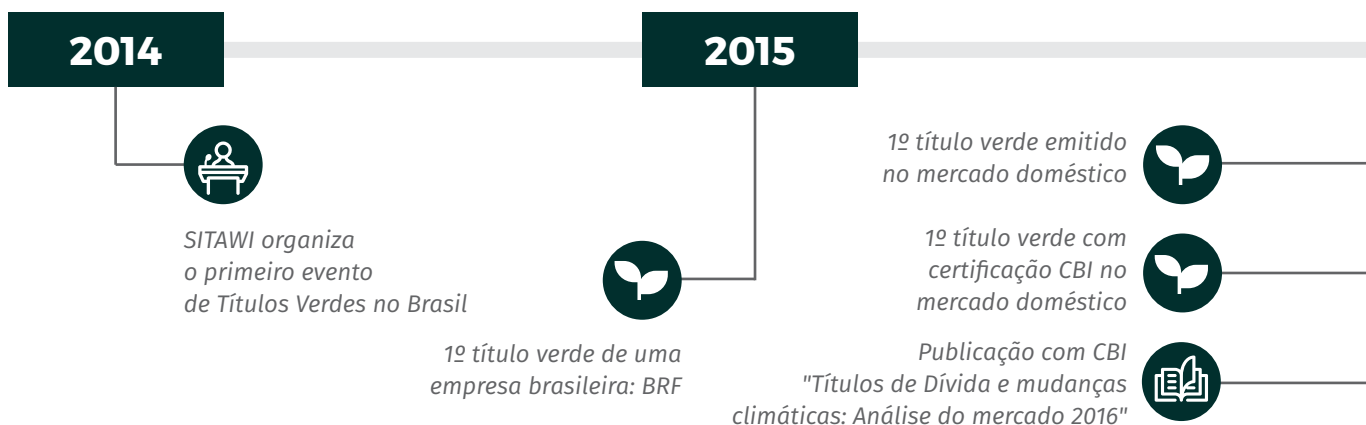 2014
2015
SITAWI organiza
o primeiro evento
de Títulos Verdes no Brasil
1º título verde de uma
empresa brasileira: BRF
1º título verde emitido
no mercado doméstico
1º título verde com
certificação CBI no
mercado doméstico
Publicação com CBI
"Títulos de Dívida e mudanças
climáticas: Análise do mercado 2016"